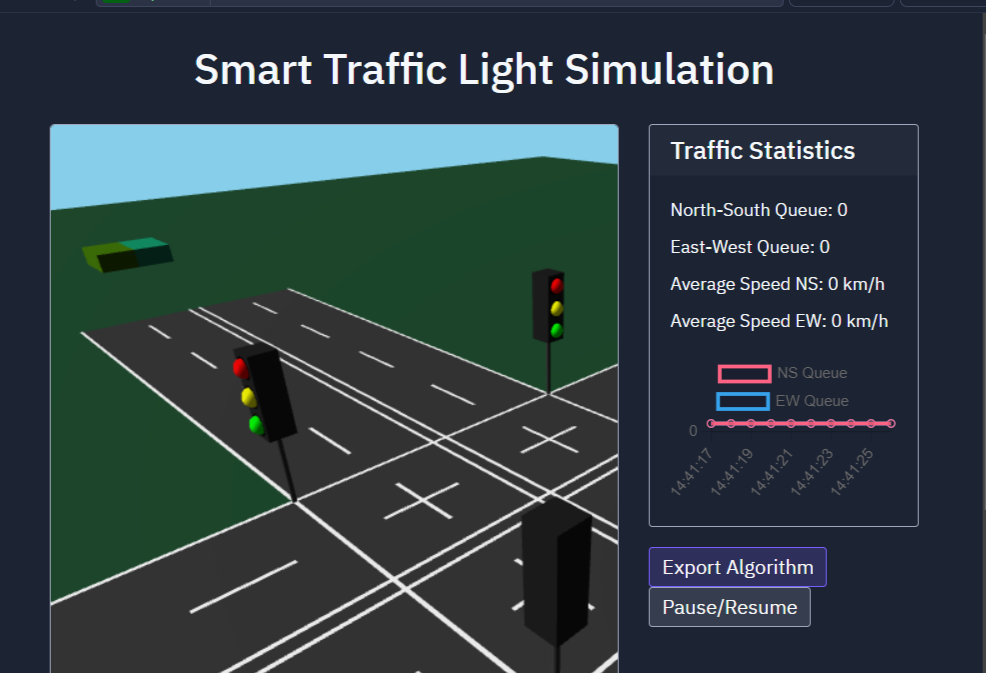 Smart Traffic Light Simulation
Traffic Statistics
North-South Queue: 0
East-West Queue: 0
Average Speed NS: 0 km/h
Average Speed EW: 0 km/h
NS Queue
EW Queue
0
14:41:17
14:41:19
14:41:21
14:41:23
14:41:25
Export Algorithm
Pause/Resume